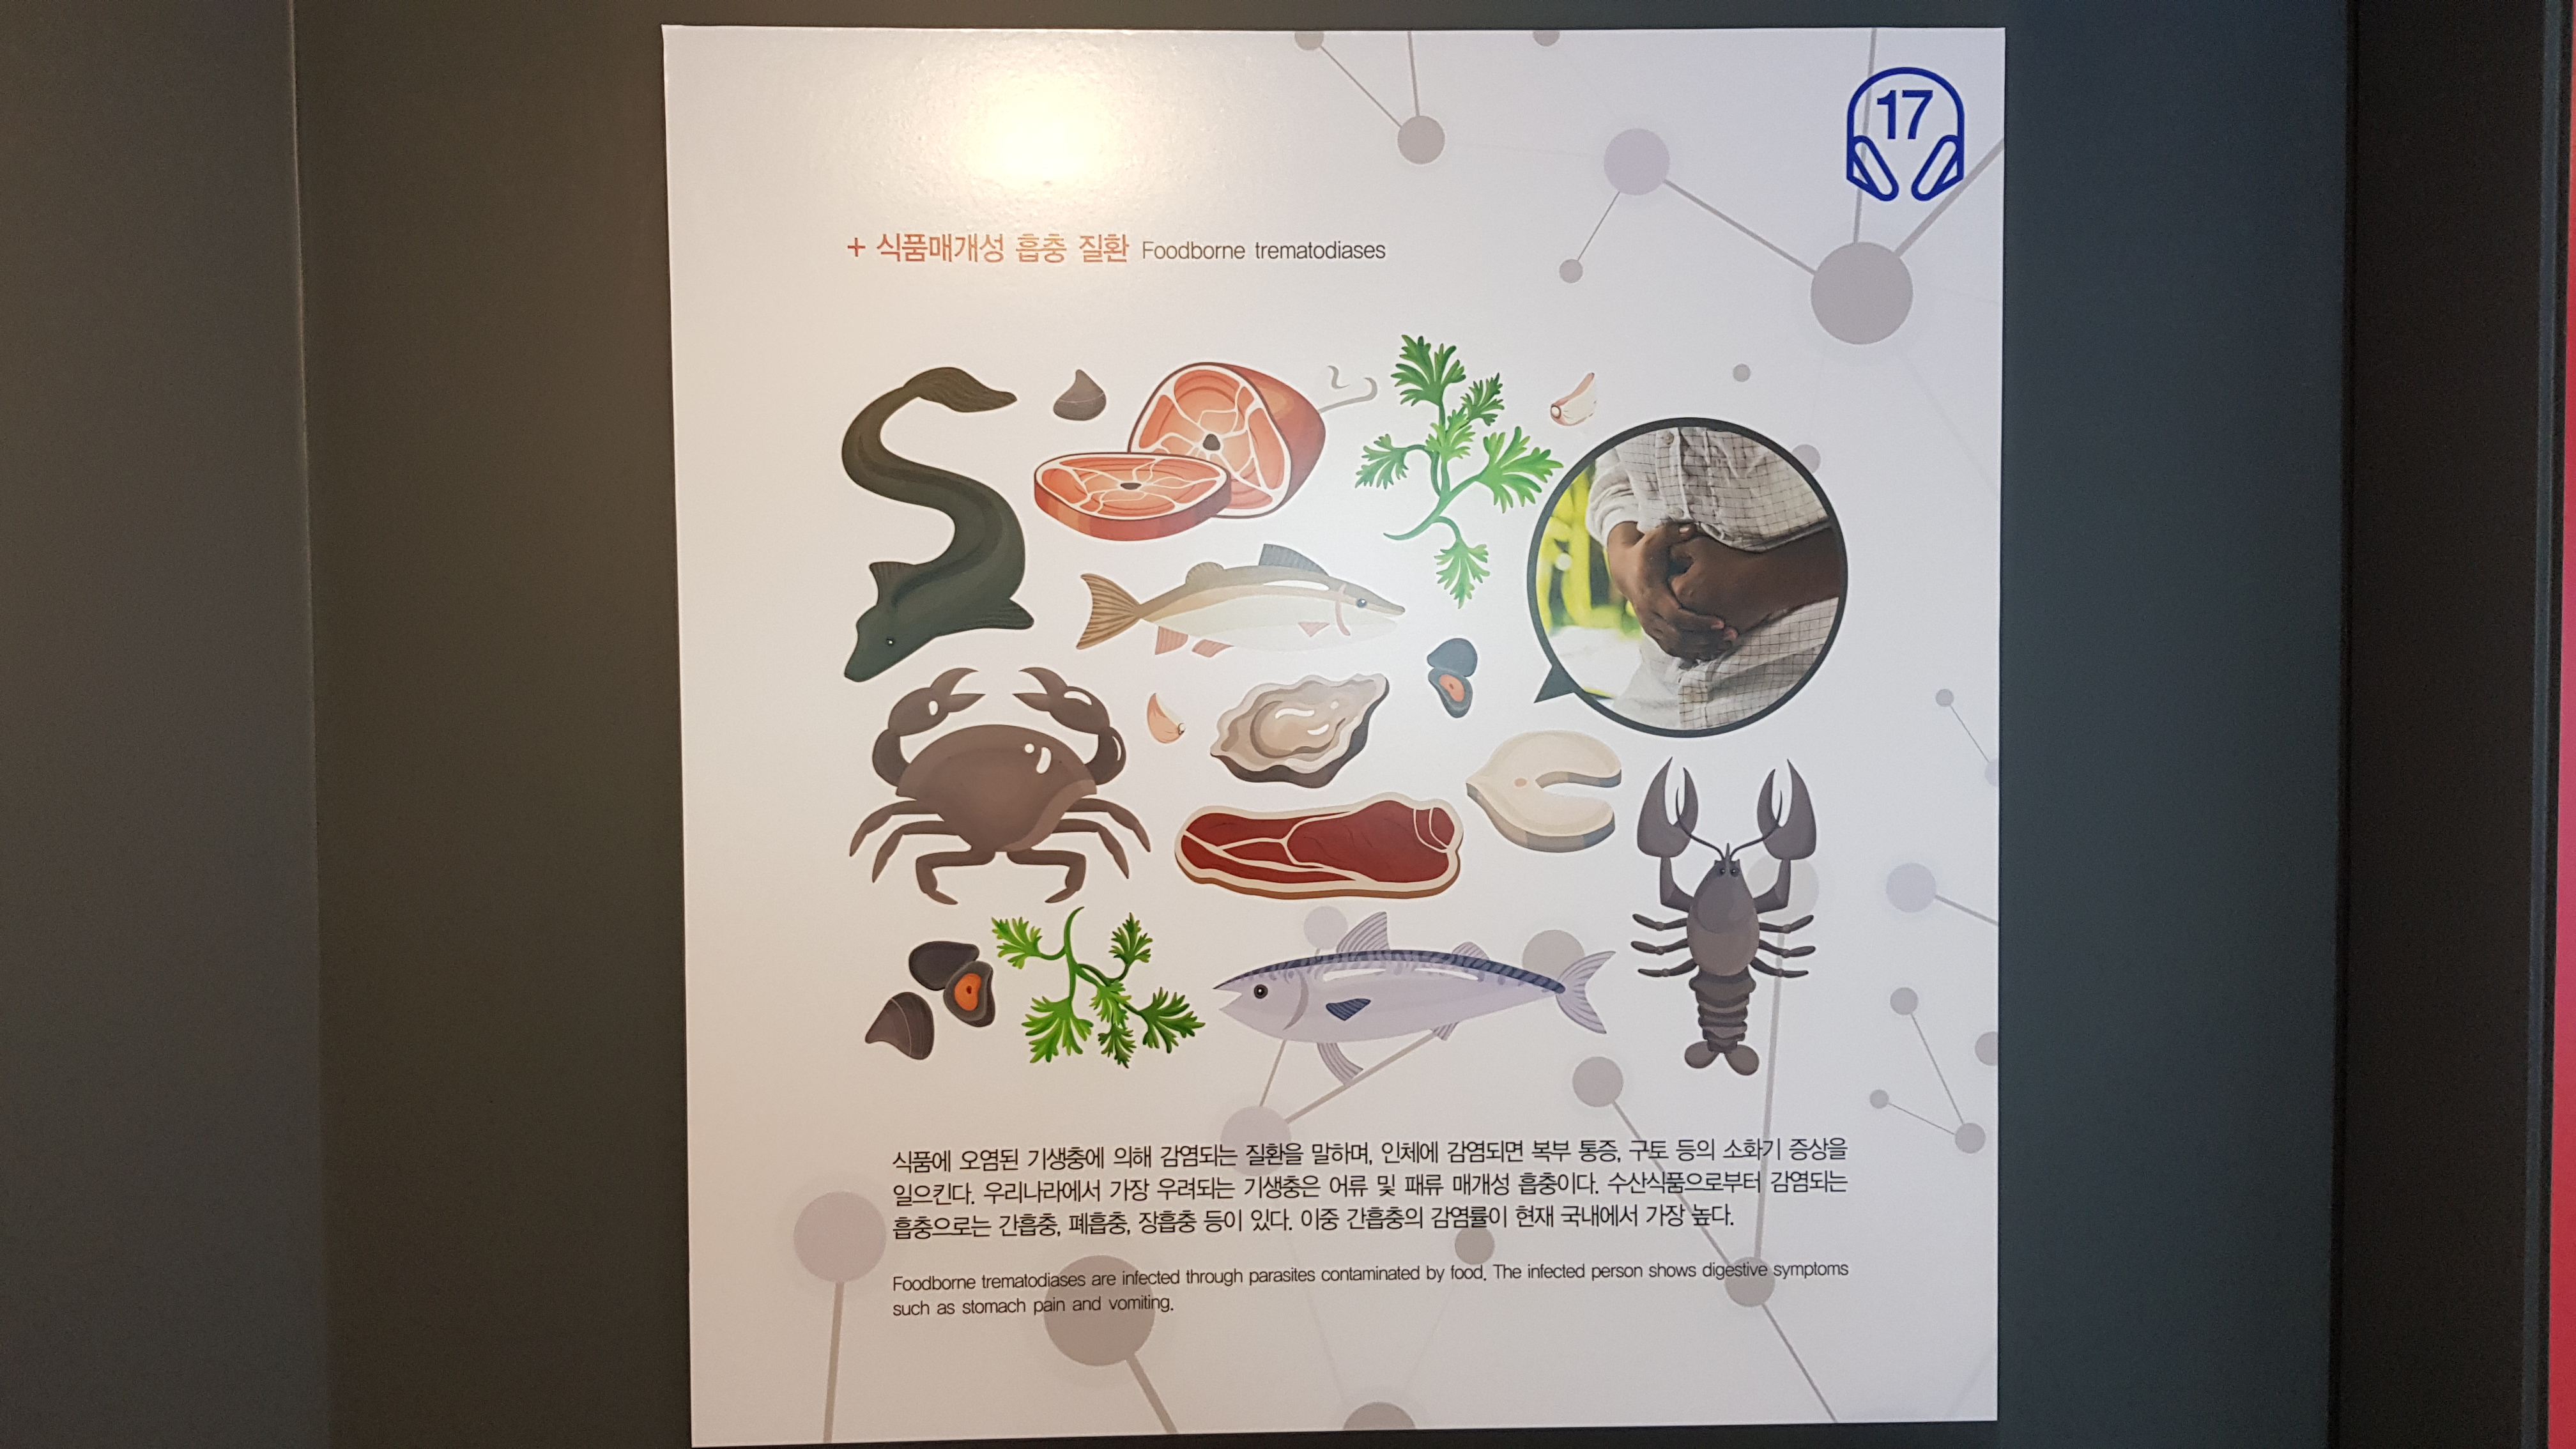 17
+ 식품매개성 흡충 질환 Foodborne trematodiases
식품에 오염된 기생충에 의해 감염되는 질환을 말하며, 인체에 감염되면 복부 통증, 구토 등의 소화기 증상을
일으킨다. 우리나라에서 가장 우려되는 기생충은 어류 및 패류 매개성 흡충이다. 수산식품으로부터 감염되는
흡충으로는 간흡충, 폐흡충, 장흡충 등이 있다. 이중 간흡충의 감염률이 현재 국내에서 가장 높다.
Foodborne trematodiases are infected through parasites contaminated by food. The infected person shows digestive symptoms
such as stomach pain and vomiting.